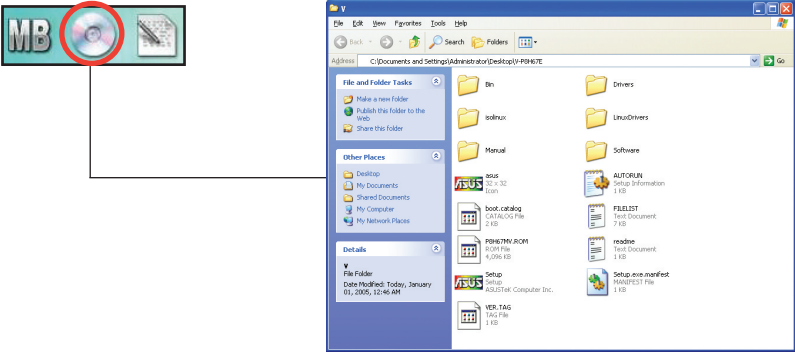 MB
V
File Edit View Favorites Tools Help
Back Search Folders
Address C:\Documents and Settings\Administrator\Desktop\V-P8H67E Go
File and Folder Tasks
Make a new folder
Publish this folder to the
Web
Share this folder
Other Places
Desktop
My Documents
Shared Documents
My Computer
My Network Places
Details
V
File Folder
Date Modified: Today, January
01, 2005, 12:46 AM
Bin
Drivers
isolinux
LinuxDrivers
Manual
Software
ASUS
asus
32 x 32
Icon
AUTORUN
Setup Information
1 KB
boot.catalog
CATALOG File
2 KB
FILELIST
Text Document
7 KB
P8H67MV.ROM
ROM File
4,096 KB
readme
Text Document
1 KB
ASUS
Setup
Setup
ASUSTeK Computer Inc.
Setup.exe.manifest
MANIFEST File
1 KB
VER.TAG
TAG File
1 KB